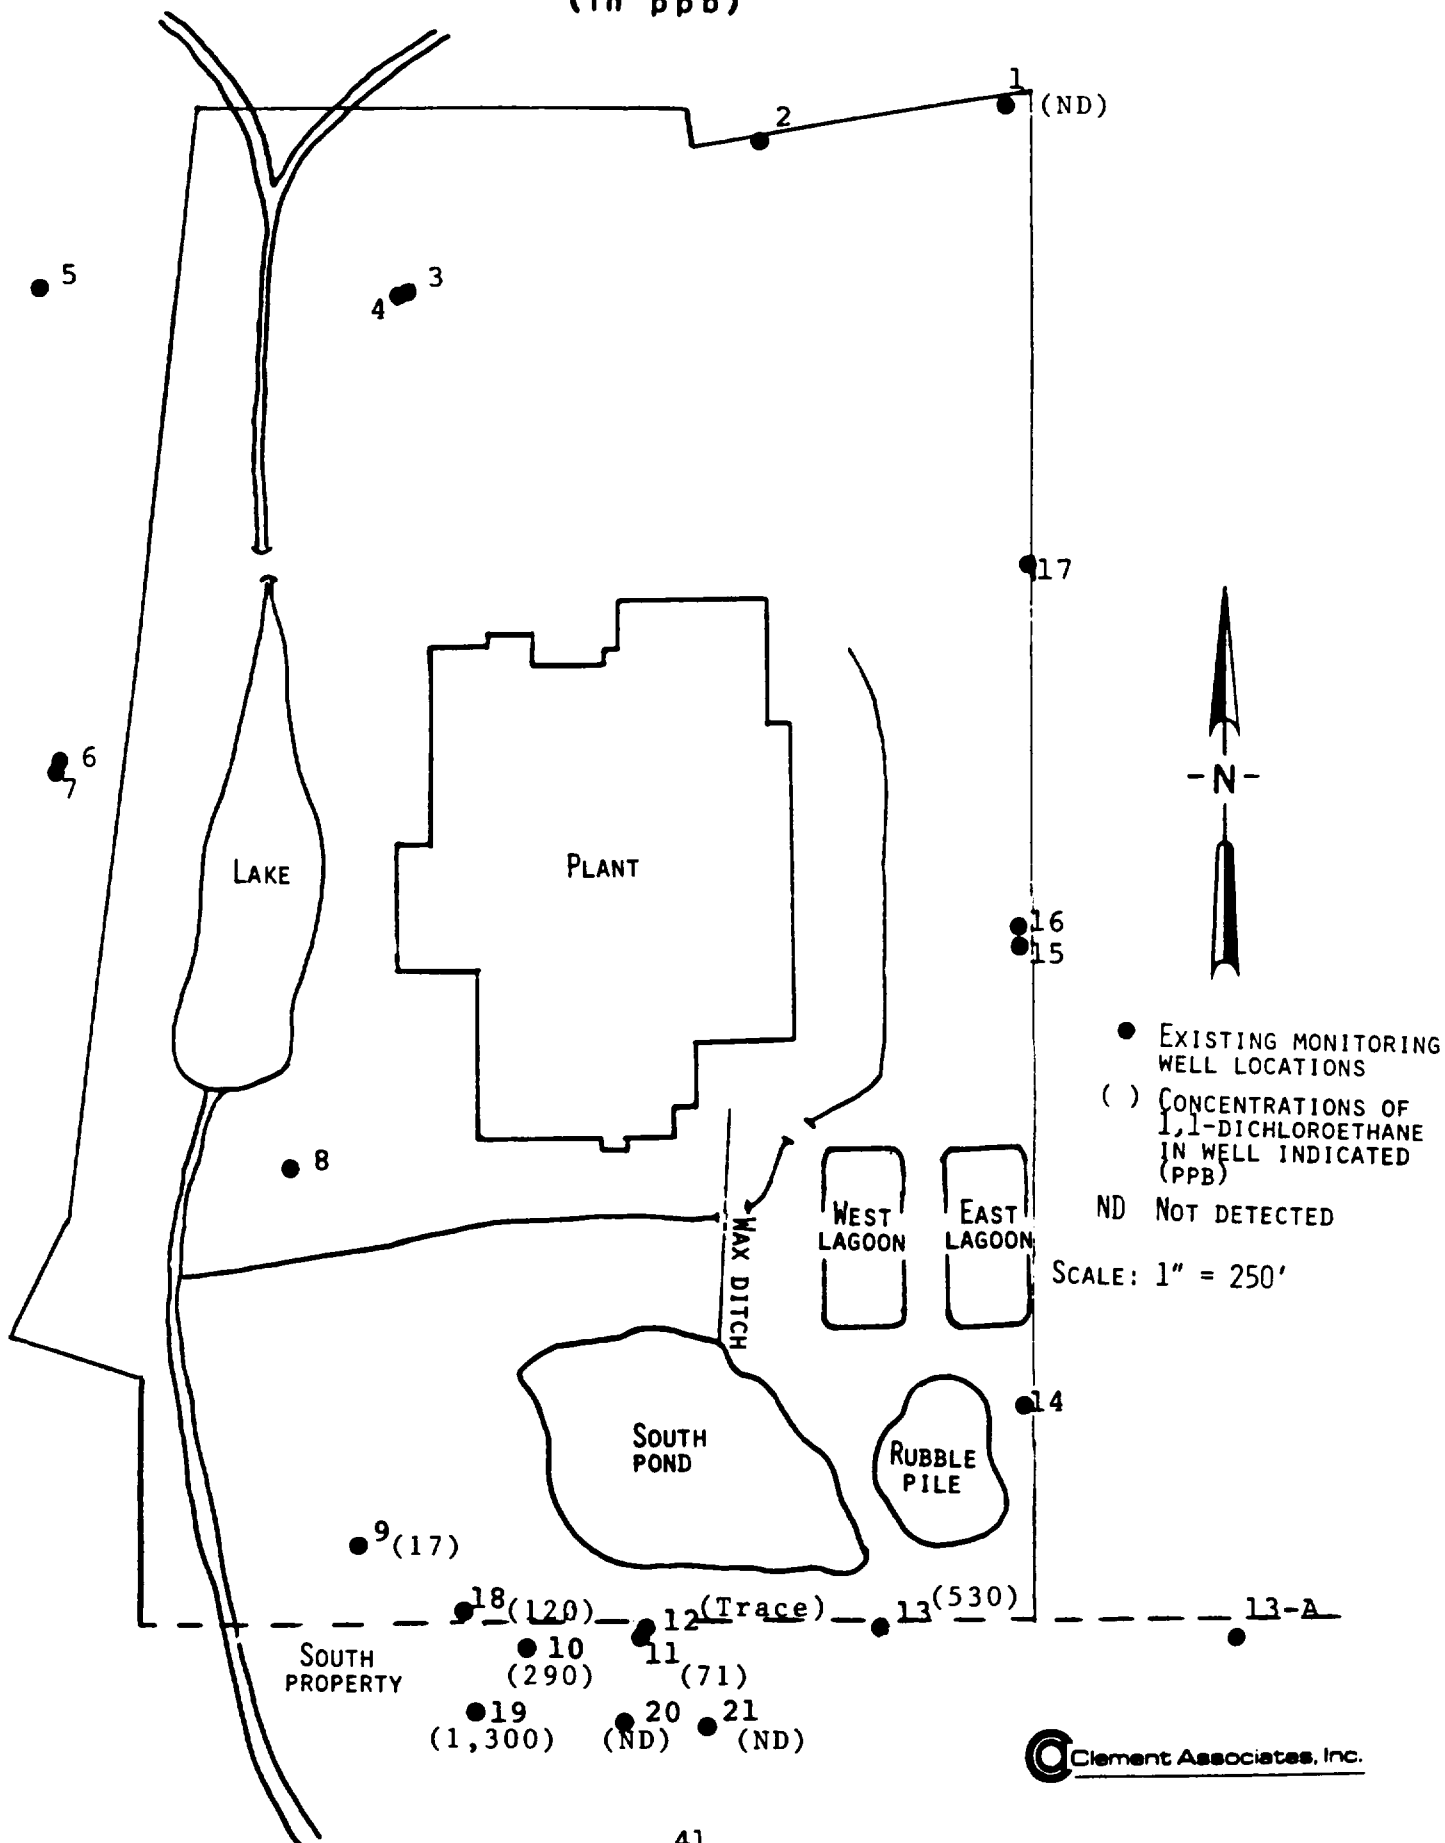 (in ppb)
1
(ND)
2
5
3
4
17
6
7
LAKE
PLANT
-N-
16
15
EXISTING MONITORING
WELL LOCATIONS
( ) CONCENTRATIONS OF
1,1-DICHLOROETHANE
IN WELL INDICATED
(PPB)
ND NOT DETECTED
SCALE: 1" = 250'
8
WEST
LAGOON
EAST
LAGOON
WAX DITCH
14
SOUTH
POND
RUBBLE
PILE
9 (17)
18 (120)
12 (Trace)
13 (530)
13-A
SOUTH
PROPERTY
10
(290)
11
(71)
19
(1,300)
20
(ND)
21
(ND)
Clement Associates, Inc.
41